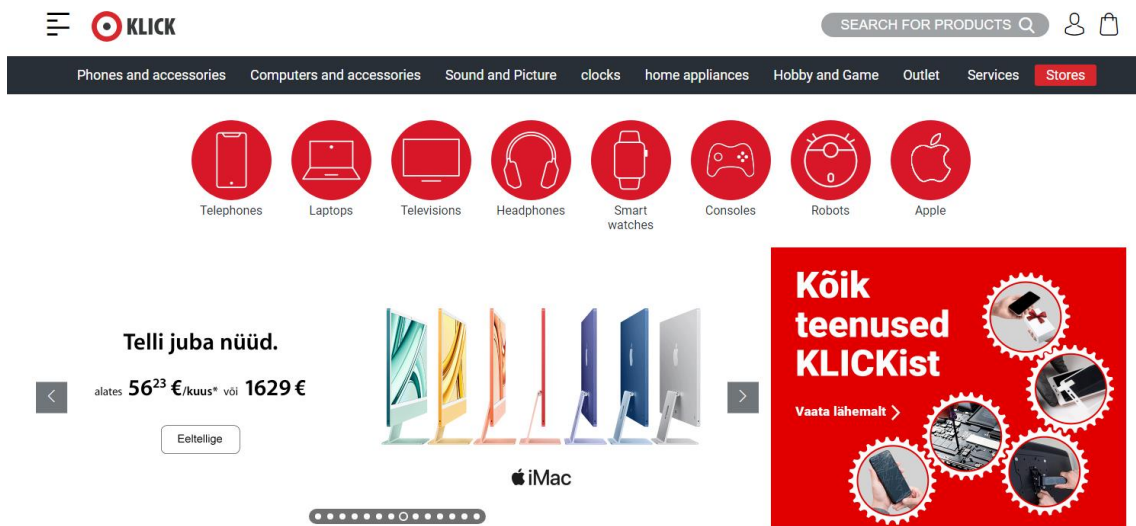 KLICK
SEARCH FOR PRODUCTS
Phones and accessories Computers and accessories Sound and Picture clocks home appliances Hobby and Game Outlet Services Stores
Telephones Laptops Televisions Headphones Smart watches Consoles Robots Apple
Telli juba nüüd.
alates 56²³ €/kuus* või 1629 €
Eeltellige
iMac
Kõik
teenused
KLICKist
Vaata lähemalt